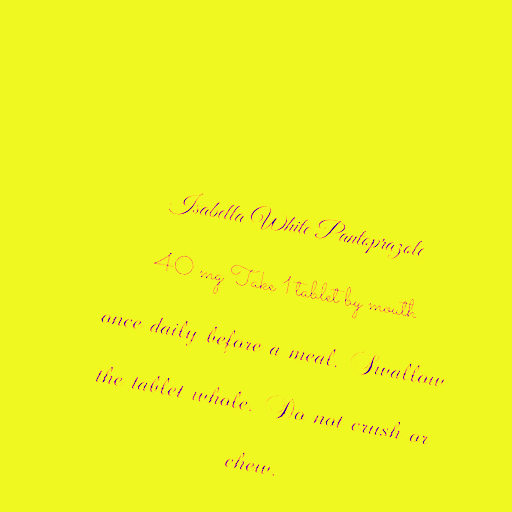 Isabella White Pantoprazole
40 mg Take 1 tablet by mouth
once daily before a meal. Swallow
the tablet whole. Do not crush or
chew.